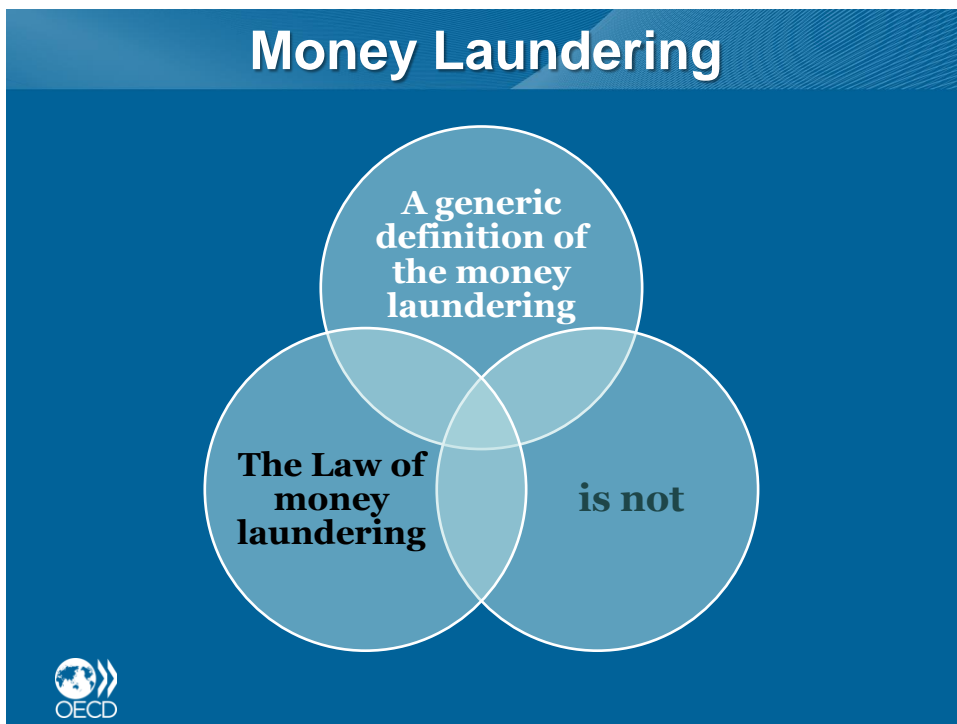 Money Laundering
A generic
definition of
the money
laundering
The Law of
money
laundering
is not
OECD